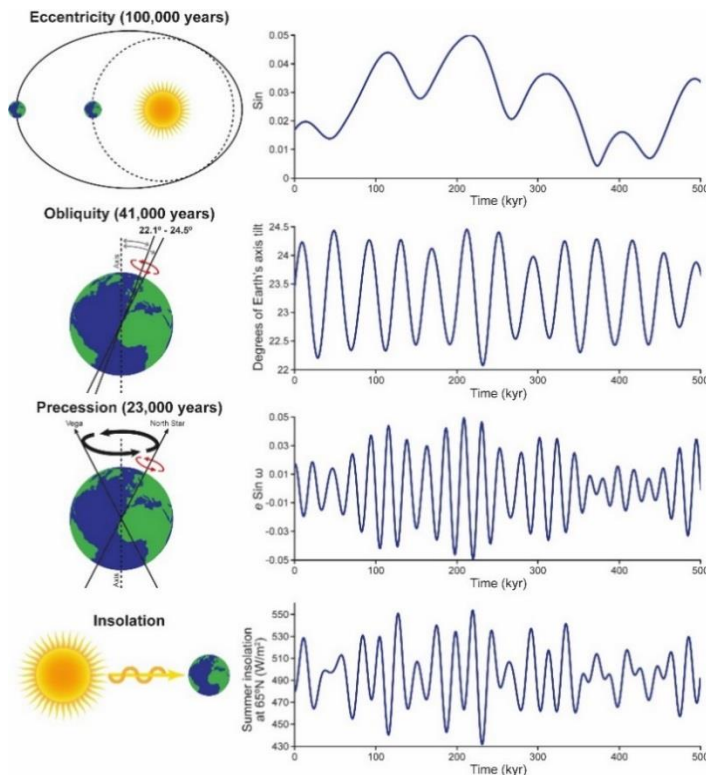 Eccentricity (100,000 years)
Sin
0.05
0.04
0.03
0.02
0.01
0
0 100 200 300 400 500
Time (kyr)
Obliquity (41,000 years)
22.1º - 24.5º
Axis
Degrees of Earth's axis tilt
24.5
24
23.5
23
22.5
22
0 100 200 300 400 500
Time (kyr)
Precession (23,000 years)
Vega
North Star
Axis
e Sin ω
0.05
0.03
0.01
-0.01
-0.03
-0.05
0 100 200 300 400 500
Time (kyr)
Insolation
Summer insolation
at 65ºN (W/m²)
550
530
510
490
470
450
430
0 100 200 300 400 500
Time (kyr)